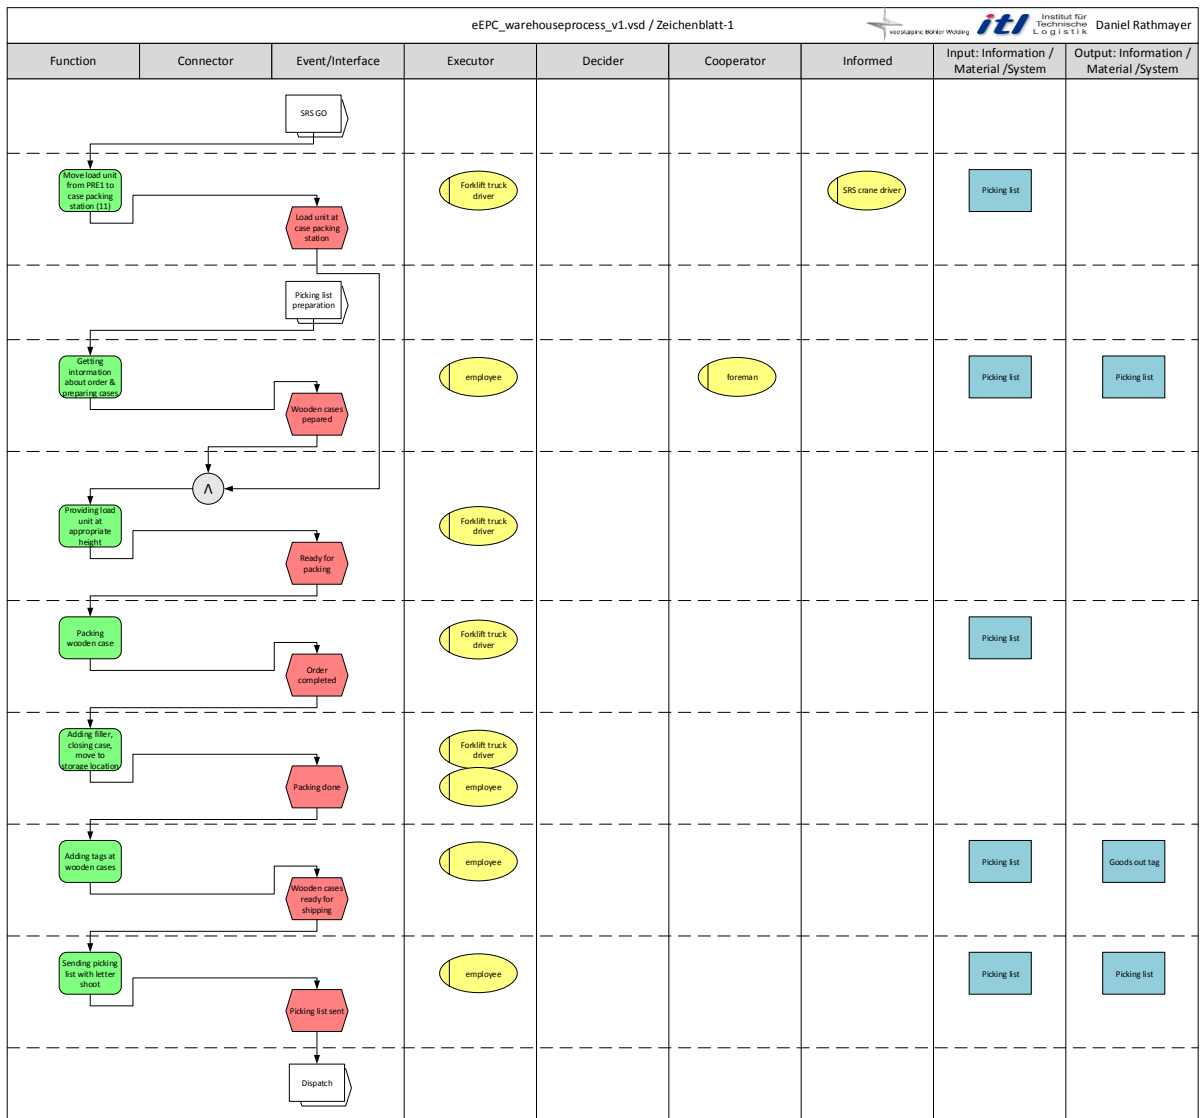 eEPC_warehouseprocess_v1.vsd / Zeichenblatt-1
voestalpine Böhler Welding
itl
Institut für
Technische
Logistik
Daniel Rathmayer
Function
Connector
Event/Interface
Executor
Decider
Cooperator
Informed
Input: Information /
Material /System
Output: Information /
Material /System
SRS GO
Move load unit
from PRE1 to
case packing
station (11)
Forklift truck
driver
SRS crane driver
Picking list
Load unit at
case packing
station
Picking list
preparation
Getting
intormation
about order &
preparing cases
employee
foreman
Picking list
Picking list
Wooden cases
pepared
Λ
Providing load
unit at
appropriate
height
Forklift truck
driver
Ready for
packing
Packing
wooden case
Forklift truck
driver
Picking list
Order
completed
Adding filler,
closing case,
move to
storage location
Forklift truck
driver
employee
Packing done
Adding tags at
wooden cases
employee
Picking list
Goods out tag
Wooden cases
ready for
shipping
Sending picking
list with letter
shoot
employee
Picking list
Picking list
Picking list sent
Dispatch